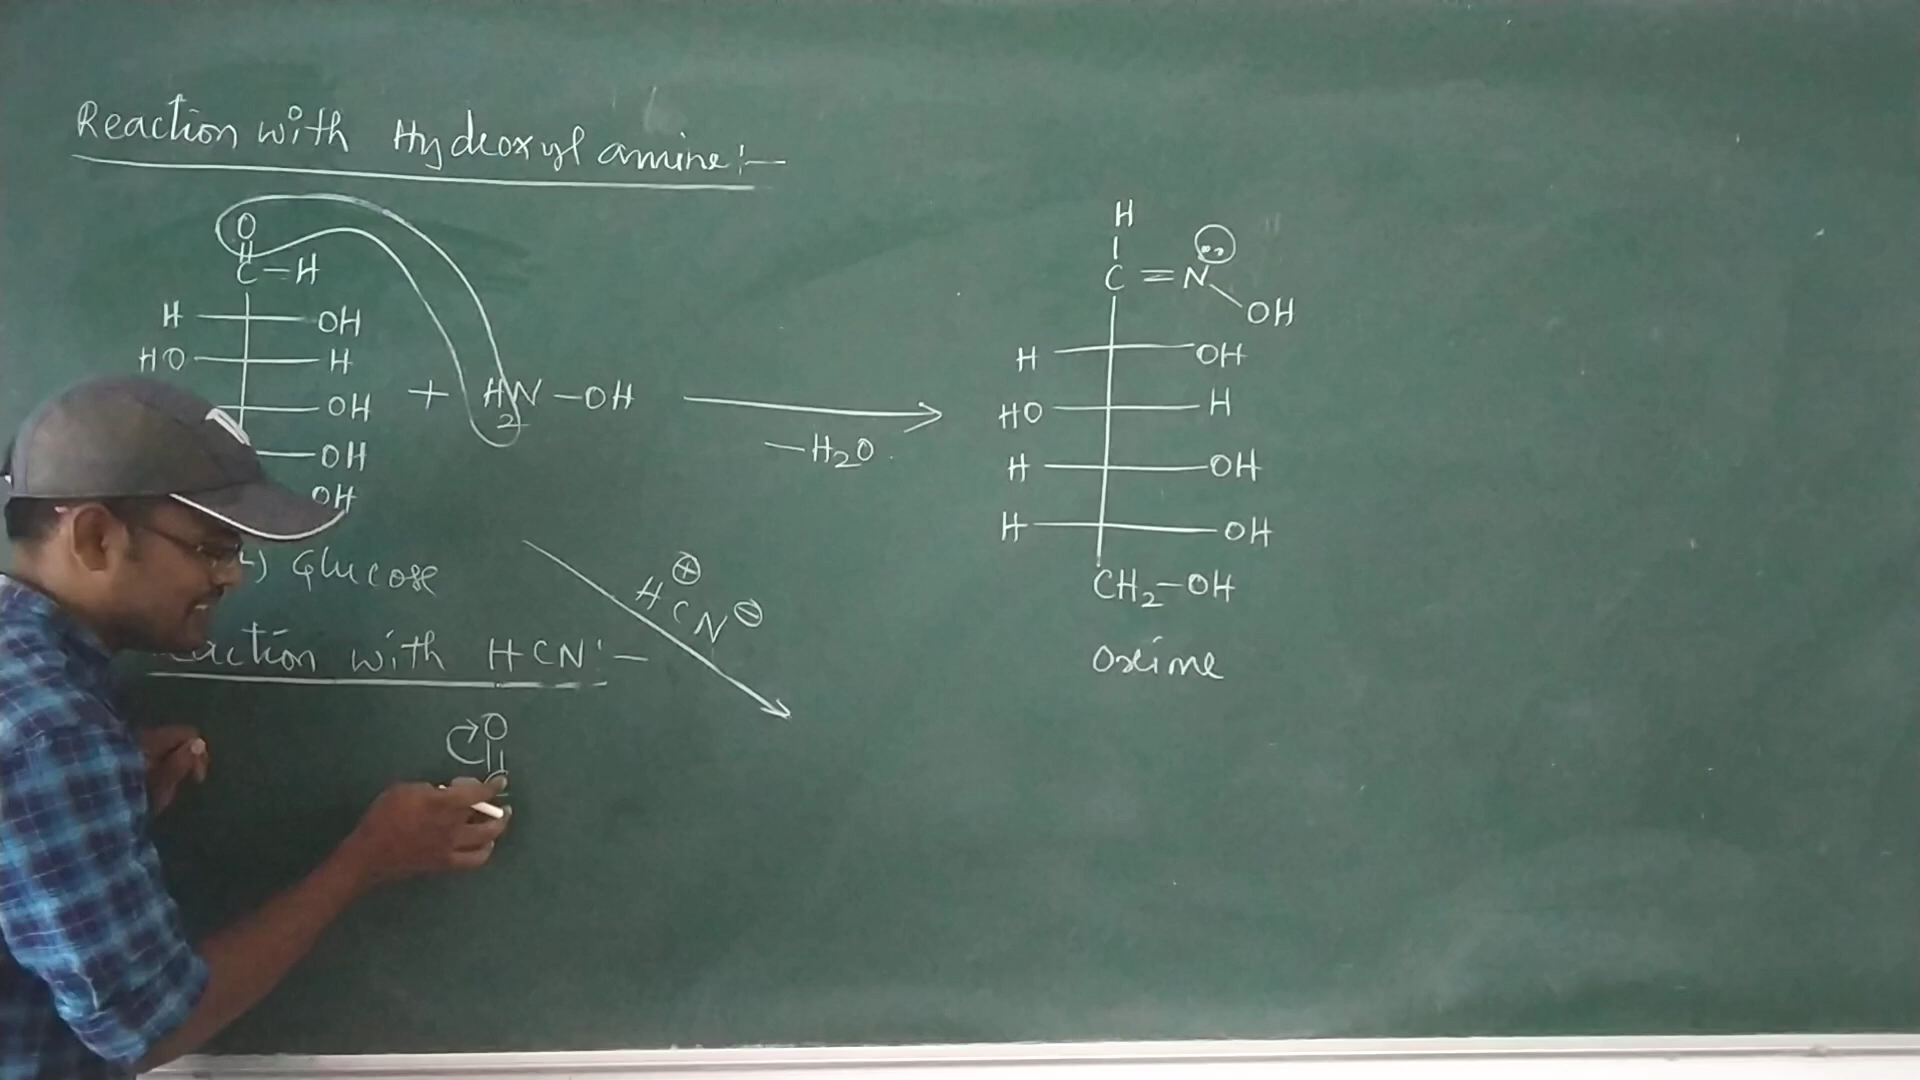 Reaction with Hydroxyl amine:-
O
C-H
H OH
HO H
OH
OH
OH
+ H2N-OH
-H2O
Glucose
H
C=N
OH
H OH
HO H
H OH
H OH
CH2-OH
Oxime
H⊕
CN⊖
with HCN:-
O